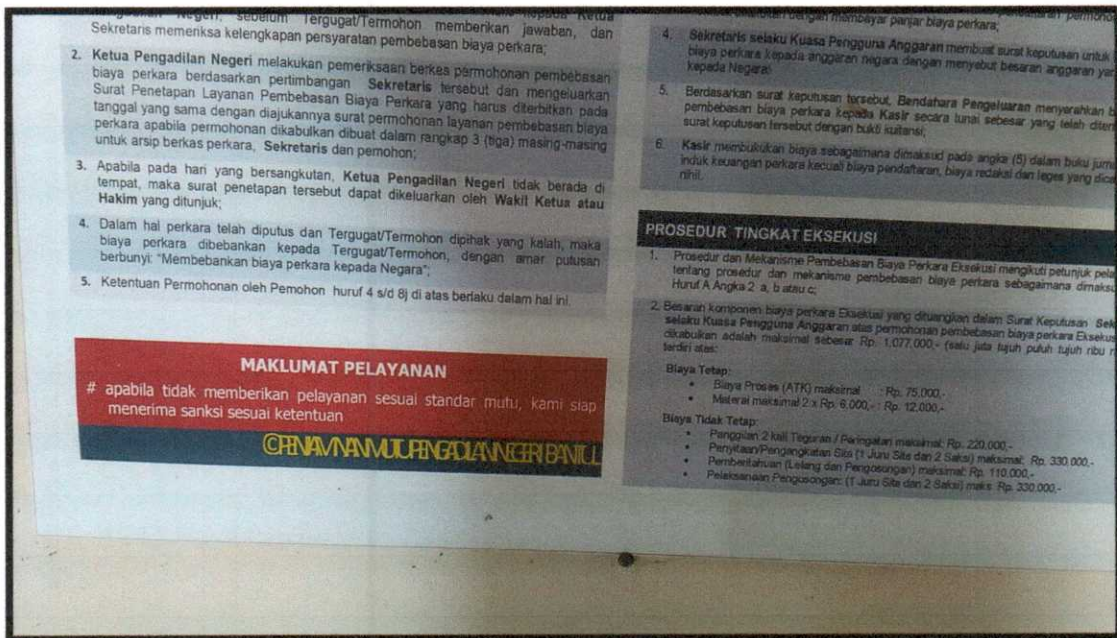 Negeri, sebelum Tergugat/Termohon memberikan jawaban, dan
Sekretaris memeriksa kelengkapan persyaratan pembebasan biaya perkara;
2. Ketua Pengadilan Negeri melakukan pemeriksaan berkas permohonan pembebasan
biaya perkara berdasarkan pertimbangan Sekretaris tersebut dan mengeluarkan
Surat Penetapan Layanan Pembebasan Biaya Perkara yang harus diterbitkan pada
tanggal yang sama dengan diajukannya surat permohonan layanan pembebasan biaya
perkara apabila permohonan dikabulkan dibuat dalam rangkap 3 (tiga) masing-masing
untuk arsip berkas perkara, Sekretaris dan pemohon;
3. Apabila pada hari yang bersangkutan, Ketua Pengadilan Negeri tidak berada di
tempat, maka surat penetapan tersebut dapat dikeluarkan oleh Wakil Ketua atau
Hakim yang ditunjuk;
4. Dalam hal perkara telah diputus dan Tergugat/Termohon dipihak yang kalah, maka
biaya perkara dibebankan kepada Tergugat/Termohon, dengan amar putusan
berbunyi: "Membebankan biaya perkara kepada Negara";
5. Ketentuan Permohonan oleh Pemohon huruf 4 s/d 8j di atas berlaku dalam hal ini.
MAKLUMAT PELAYANAN
# apabila tidak memberikan pelayanan sesuai standar mutu, kami siap
menerima sanksi sesuai ketentuan
PENGADILAN NEGERI BANTUL
dengan membayar panjar biaya perkara;
4. Sekretaris selaku Kuasa Pengguna Anggaran membuat surat keputusan untuk
biaya perkara kepada anggaran negara dengan menyebut besaran anggaran
kepada Negara;
5. Berdasarkan surat keputusan tersebut, Bendahara Pengeluaran menyerahkan
pembebasan biaya perkara kepada Kasir secara tunai sebesar yang telah
surat keputusan tersebut dengan bukti kuitansi;
6. Kasir membukukan biaya sebagaimana dimaksud pada angka (5) dalam buku
induk keuangan perkara kecuali biaya pendaftaran, biaya redaksi dan leges yang
nihil.
PROSEDUR TINGKAT EKSEKUSI
1. Prosedur dan Mekanisme Pembebasan Biaya Perkara Eksekusi mengikuti petunjuk
tentang prosedur dan mekanisme pembebasan biaya perkara sebagaimana
Huruf A Angka 2 a, b atau c;
2. Besaran komponen biaya perkara Eksekusi yang dituangkan dalam Surat Keputusan
selaku Kuasa Pengguna Anggaran atas permohonan pembebasan biaya perkara
dikabulkan adalah maksimal sebesar Rp. 1.077.000,- (satu juta tujuh puluh tujuh ribu
terdiri atas:
Biaya Tetap:
• Biaya Proses (ATK) maksimal : Rp. 75.000,-
• Materai maksimal 2 x Rp. 6.000,- : Rp. 12.000,-
Biaya Tidak Tetap:
• Panggilan 2 kali Teguran / Peringatan maksimal: Rp. 220.000,-
• Penyitaan/Pengangkatan Sita (1 Juru Sita dan 2 Saksi) maksimal; Rp. 330.000,-
• Pemberitahuan (Lelang dan Pengosongan) maksimal: Rp. 110.000,-
• Pelaksanaan Pengosongan: (1 Juru Sita dan 2 Saksi) maks. Rp. 330.000,-